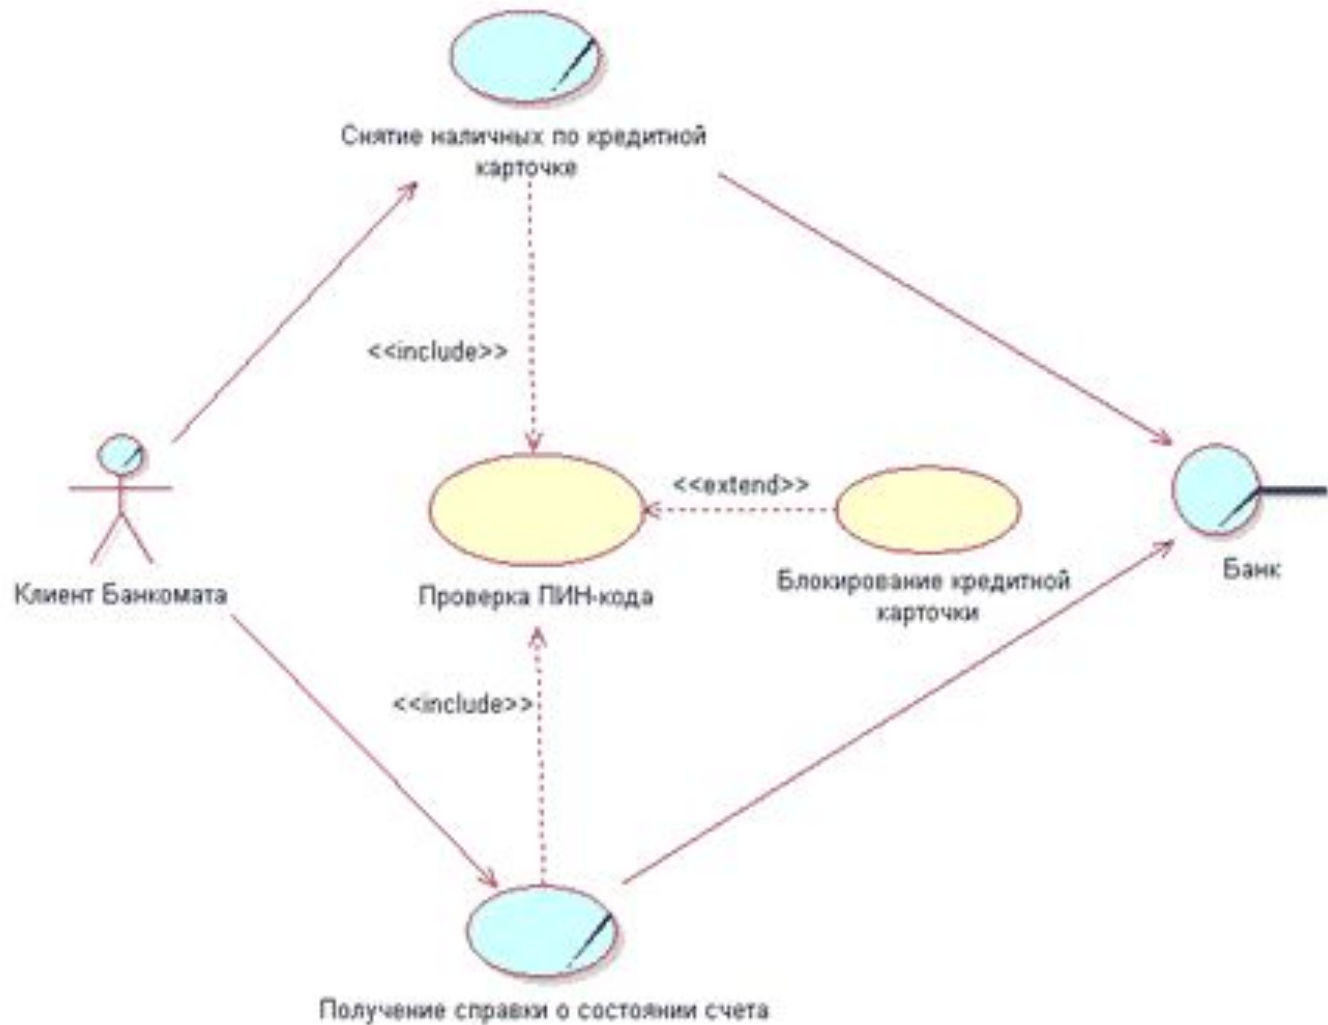 Снятие наличных по кредитной
карточке
<<include>>
<<extend>>
Клиент Банкомата
Проверка ПИН-кода
Блокирование кредитной
карточки
Банк
<<include>>
Получение справки о состоянии счета